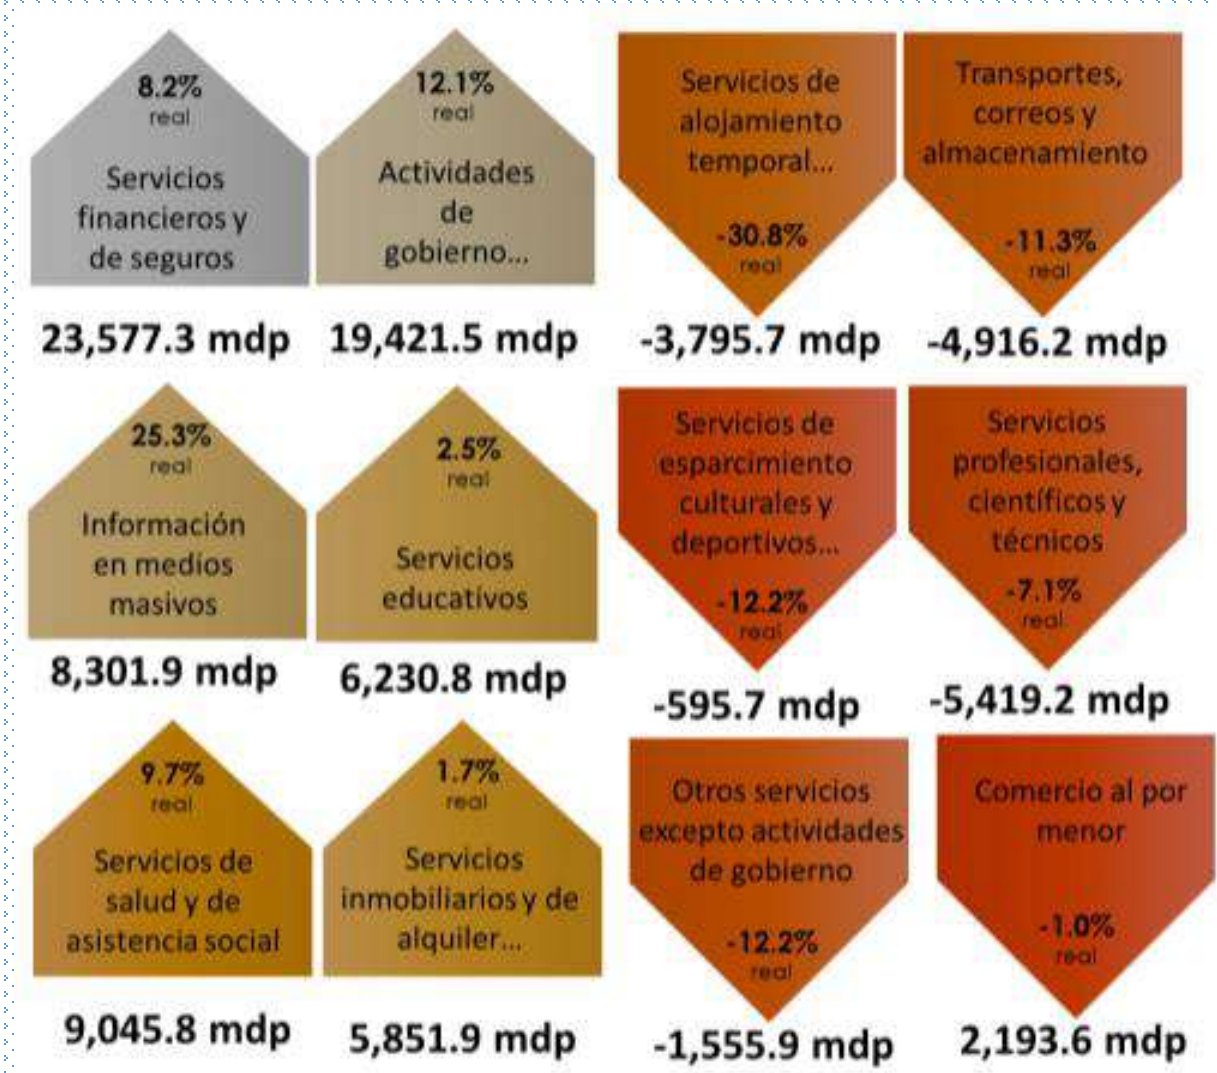 8.2%
real
Servicios
financieros y
de seguros
23,577.3 mdp
12.1%
real
Actividades
de
gobierno...
19,421.5 mdp
Servicios de
alojamiento
temporal...
-30.8%
real
-3,795.7 mdp
Transportes,
correos y
almacenamiento
-11.3%
real
-4,916.2 mdp
25.3%
real
Información
en medios
masivos
8,301.9 mdp
2.5%
real
Servicios
educativos
6,230.8 mdp
Servicios de
esparcimiento
culturales y
deportivos...
-12.2%
real
-595.7 mdp
Servicios
profesionales,
científicos y
técnicos
-7.1%
real
-5,419.2 mdp
9.7%
real
Servicios de
salud y de
asistencia social
9,045.8 mdp
1.7%
real
Servicios
inmobiliarios y de
alquiler...
5,851.9 mdp
Otros servicios
excepto actividades
de gobierno
-12.2%
real
-1,555.9 mdp
Comercio al por
menor
-1.0%
real
2,193.6 mdp